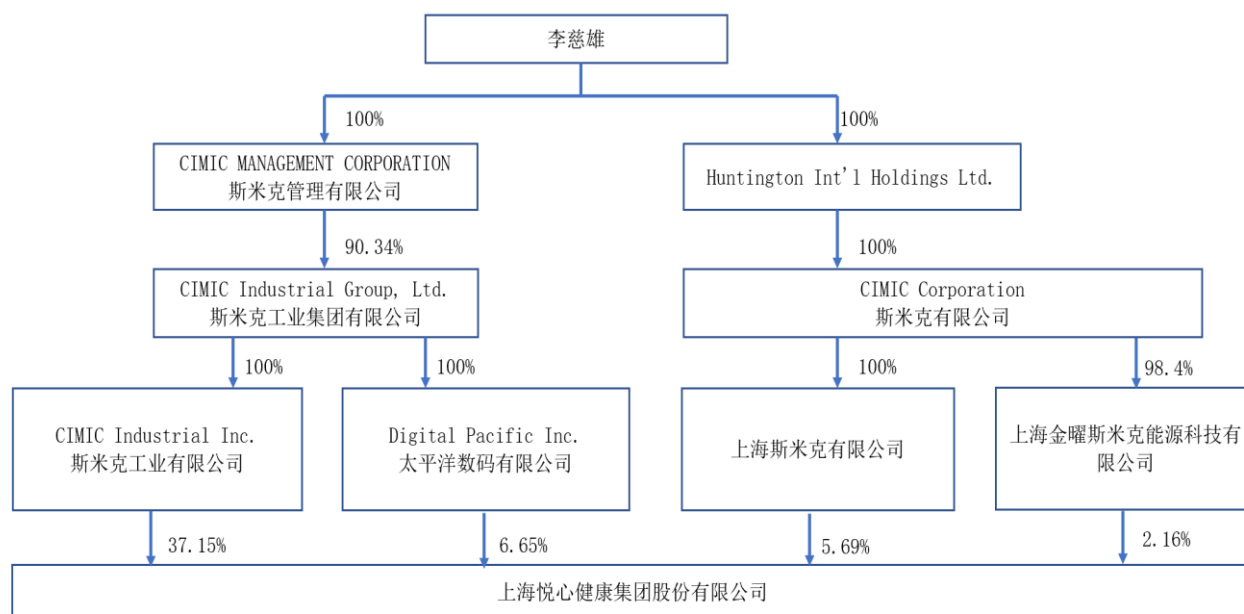 李慈雄
100%
100%
CIMIC MANAGEMENT CORPORATION
斯米克管理有限公司
Huntington Int'l Holdings Ltd.
90.34%
100%
CIMIC Industrial Group, Ltd.
斯米克工业集团有限公司
CIMIC Corporation
斯米克有限公司
100%
100%
100%
98.4%
CIMIC Industrial Inc.
斯米克工业有限公司
Digital Pacific Inc.
太平洋数码有限公司
上海斯米克有限公司
上海金曜斯米克能源科技有
限公司
37.15%
6.65%
5.69%
2.16%
上海悦心健康集团股份有限公司